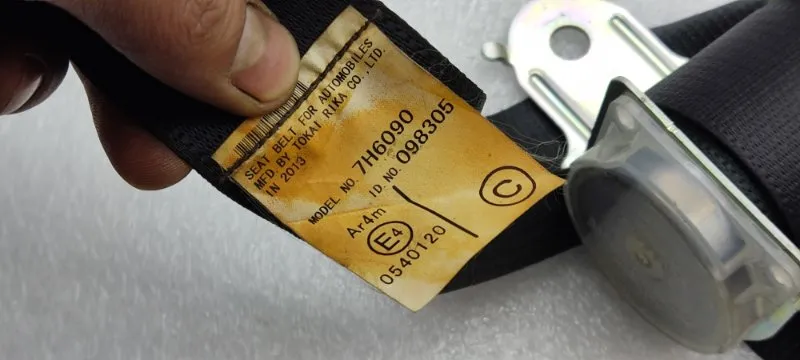 SEAT BELT FOR AUTOMOBILES
MFD. BY TOKAI RIKA CO., LTD.
IN 2013
MODEL NO. 7H6090
ID. NO. 098305
Ar4m
E4
0540120
C